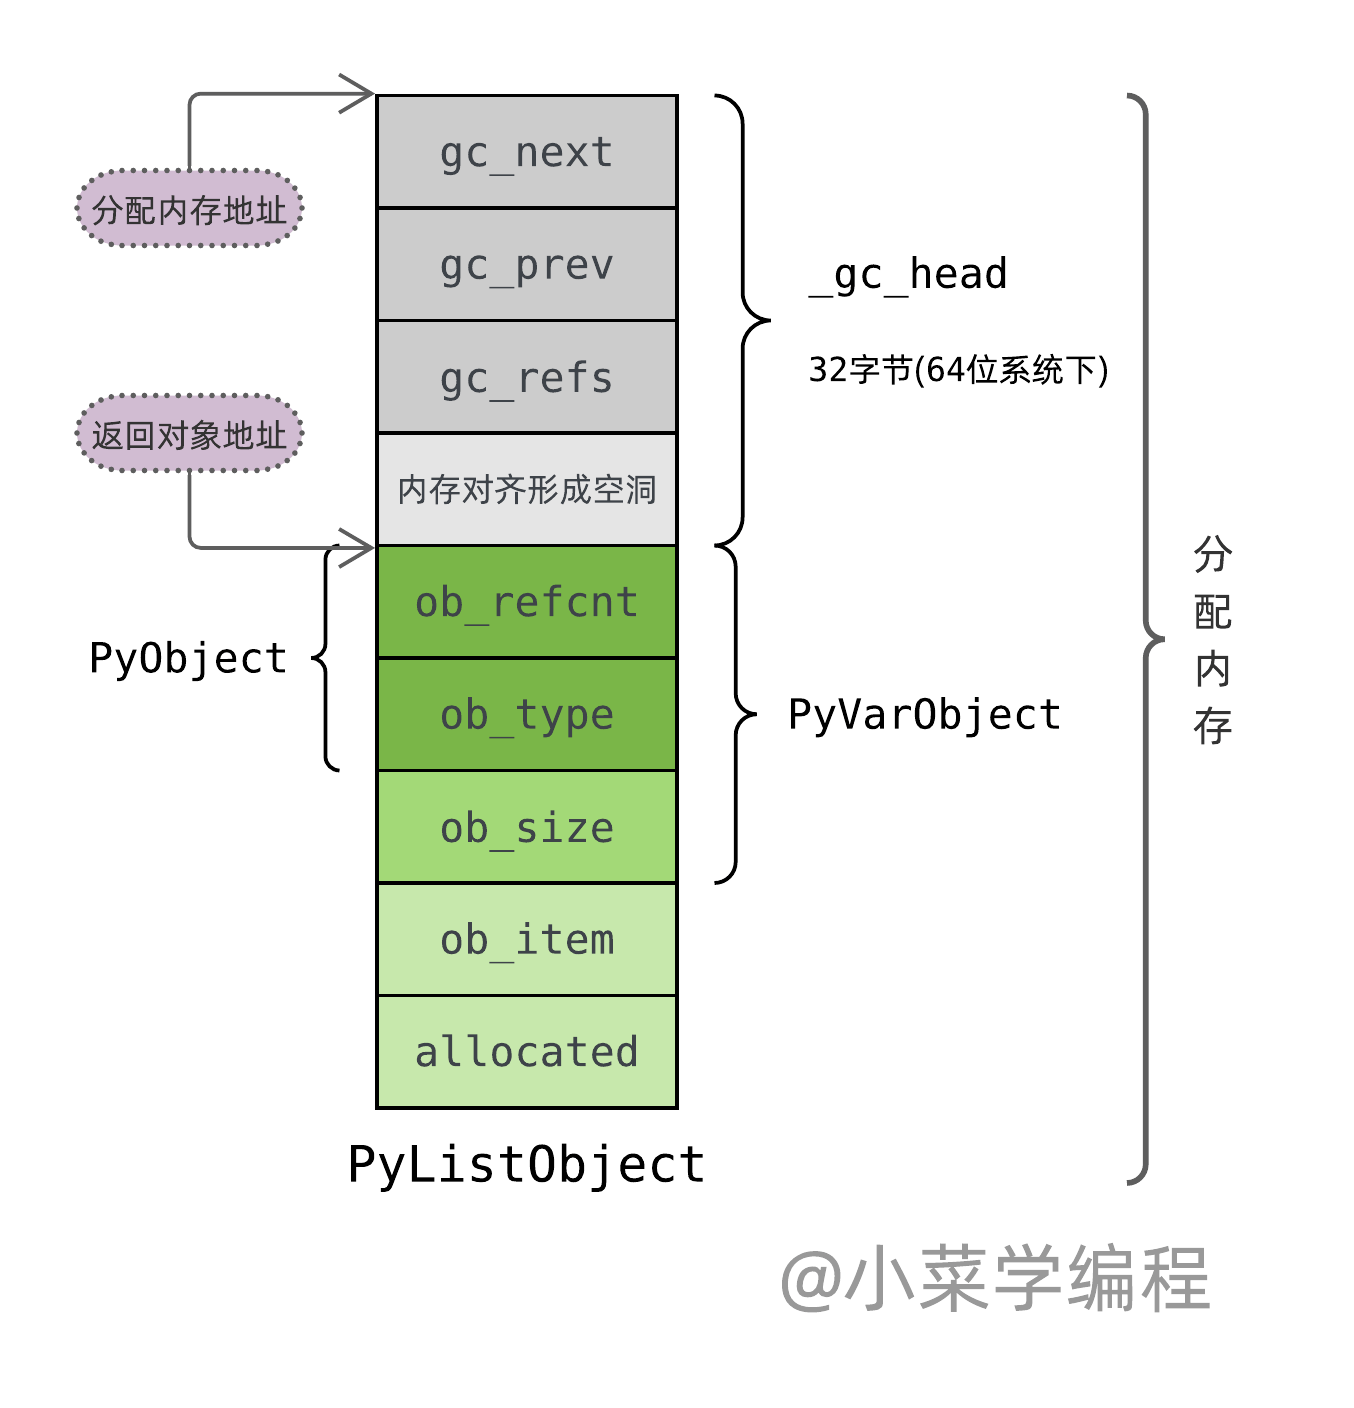 gc_next
分配内存地址
gc_prev
_gc_head
32字节(64位系统下)
gc_refs
返回对象地址
内存对齐形成空洞
ob_refcnt
PyObject
ob_type
PyVarObject
分
配
内
存
ob_size
ob_item
allocated
PyListObject
@小菜学编程